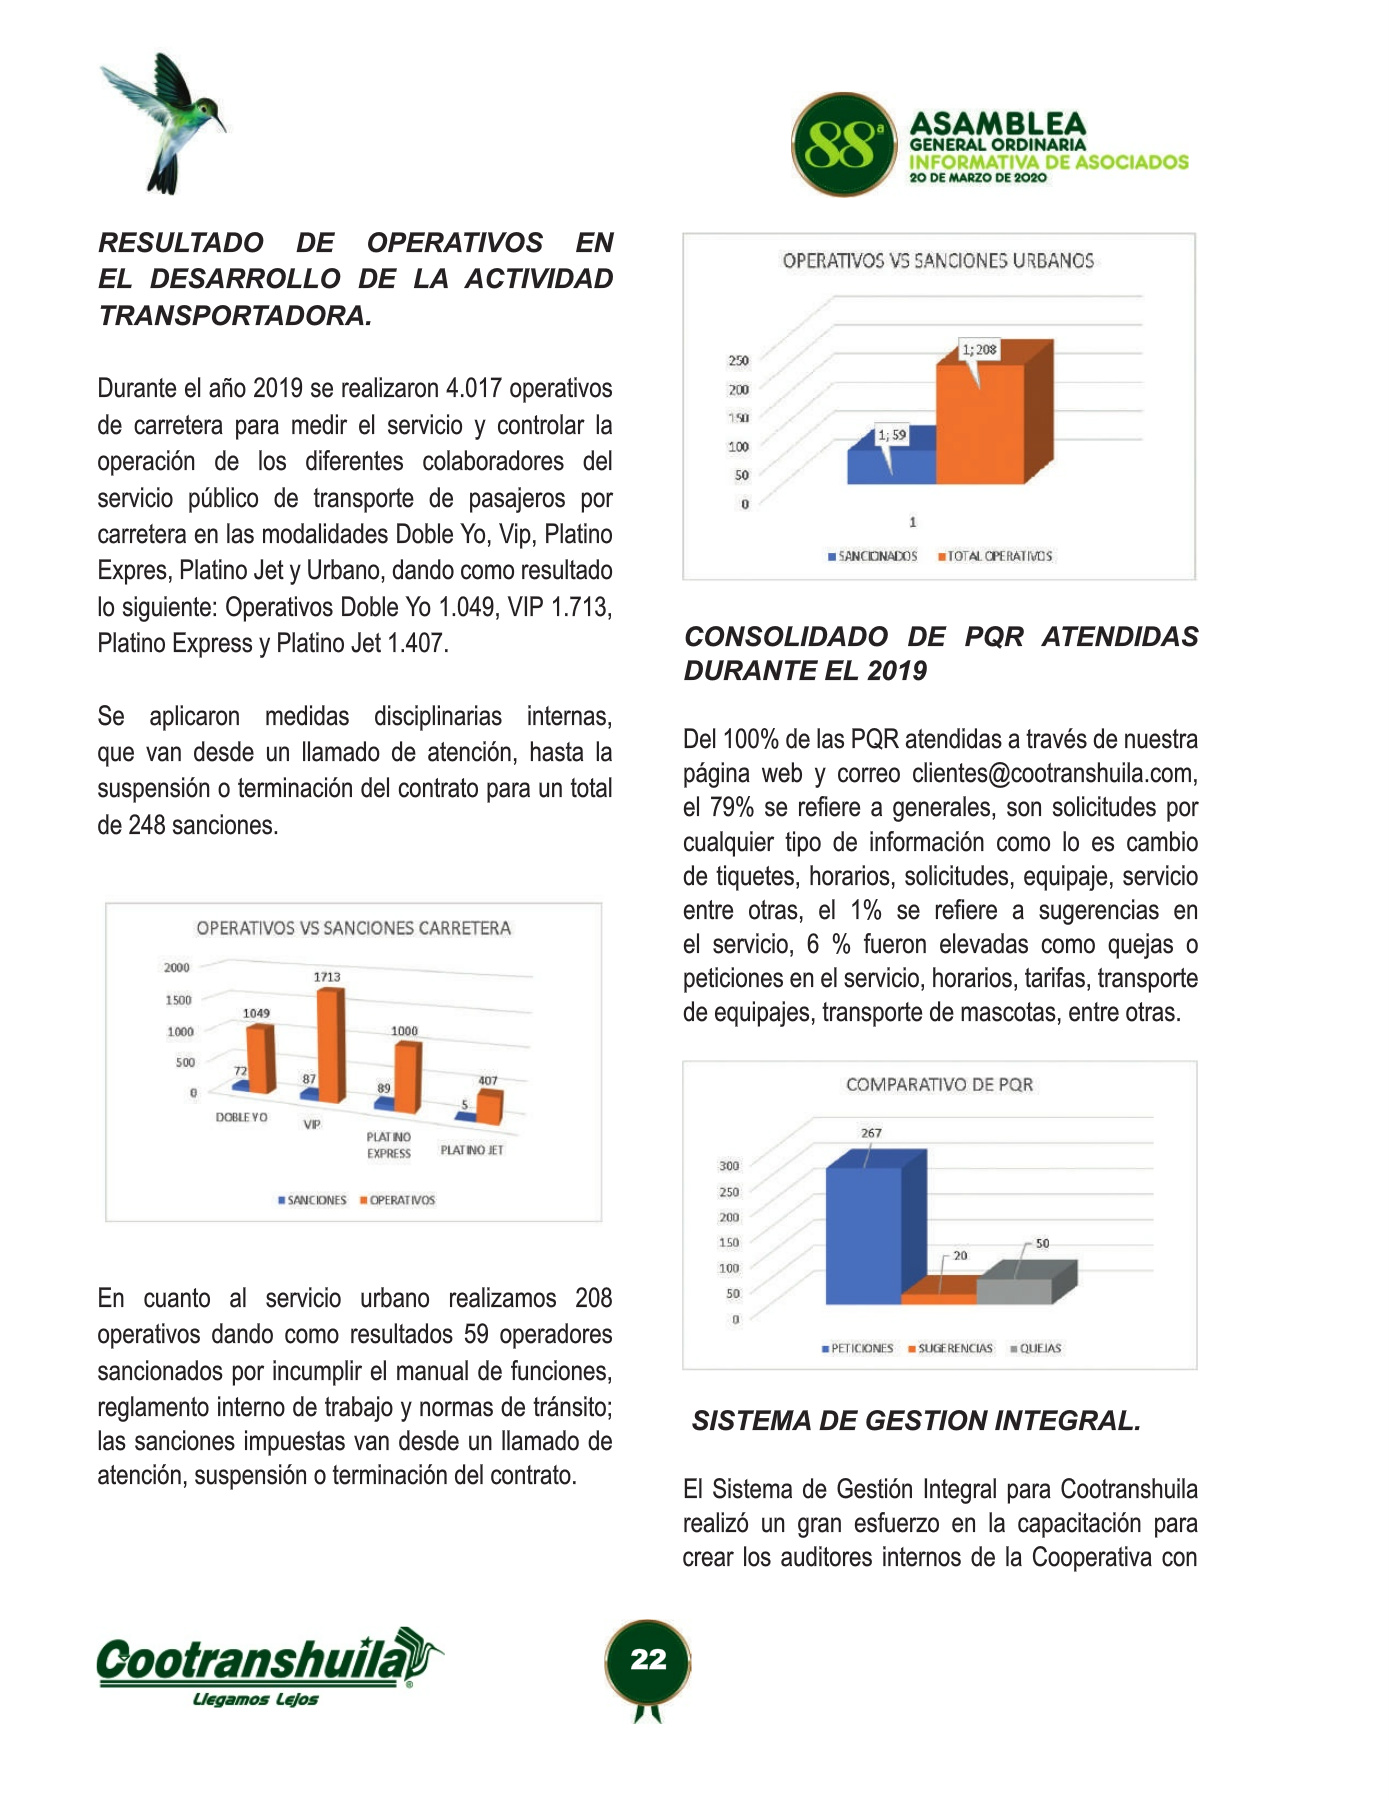 88ª
ASAMBLEA
GENERAL ORDINARIA
INFORMATIVA DE ASOCIADOS
20 DE MARZO DE 2020
RESULTADO DE OPERATIVOS EN
EL DESARROLLO DE LA ACTIVIDAD
TRANSPORTADORA.
Durante el año 2019 se realizaron 4.017 operativos
de carretera para medir el servicio y controlar la
operación de los diferentes colaboradores del
servicio público de transporte de pasajeros por
carretera en las modalidades Doble Yo, Vip, Platino
Expres, Platino Jet y Urbano, dando como resultado
lo siguiente: Operativos Doble Yo 1.049, VIP 1.713,
Platino Express y Platino Jet 1.407.
Se aplicaron medidas disciplinarias internas,
que van desde un llamado de atención, hasta la
suspensión o terminación del contrato para un total
de 248 sanciones.
OPERATIVOS VS SANCIONES CARRETERA
2000
1500
1000
500
0
72
1049
87
1713
89
1000
5
407
DOBLE YO
VIP
PLATINO
EXPRESS
PLATINO JET
SANCIONES OPERATIVOS
En cuanto al servicio urbano realizamos 208
operativos dando como resultados 59 operadores
sancionados por incumplir el manual de funciones,
reglamento interno de trabajo y normas de tránsito;
las sanciones impuestas van desde un llamado de
atención, suspensión o terminación del contrato.
OPERATIVOS VS SANCIONES URBANOS
250
200
150
100
50
0
1; 59
1; 208
1
SANCIONADOS TOTAL OPERATIVOS
CONSOLIDADO DE PQR ATENDIDAS
DURANTE EL 2019
Del 100% de las PQR atendidas a través de nuestra
página web y correo clientes@cootranshuila.com,
el 79% se refiere a generales, son solicitudes por
cualquier tipo de información como lo es cambio
de tiquetes, horarios, solicitudes, equipaje, servicio
entre otras, el 1% se refiere a sugerencias en
el servicio, 6 % fueron elevadas como quejas o
peticiones en el servicio, horarios, tarifas, transporte
de equipajes, transporte de mascotas, entre otras.
COMPARATIVO DE PQR
300
250
200
150
100
50
0
267
20
50
PETICIONES SUGERENCIAS QUEJAS
SISTEMA DE GESTION INTEGRAL.
El Sistema de Gestión Integral para Cootranshuila
realizó un gran esfuerzo en la capacitación para
crear los auditores internos de la Cooperativa con
Cootranshuila
®
Llegamos Lejos
22